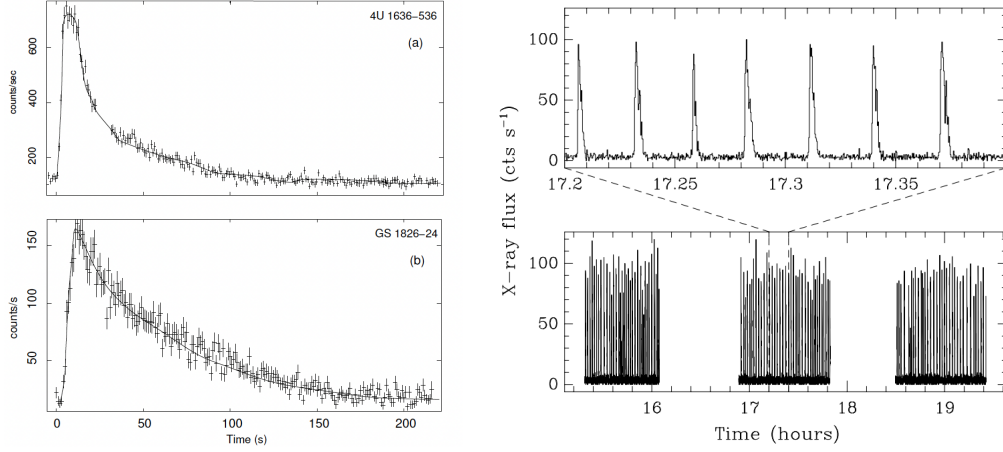 4U 1636−536
(a)
counts/sec
600
400
200
GS 1826−24
(b)
counts/s
150
100
50
0
50
100
150
200
Time (s)
X−ray flux (cts s⁻¹)
100
50
0
17.2
17.25
17.3
17.35
100
50
0
16
17
18
19
Time (hours)